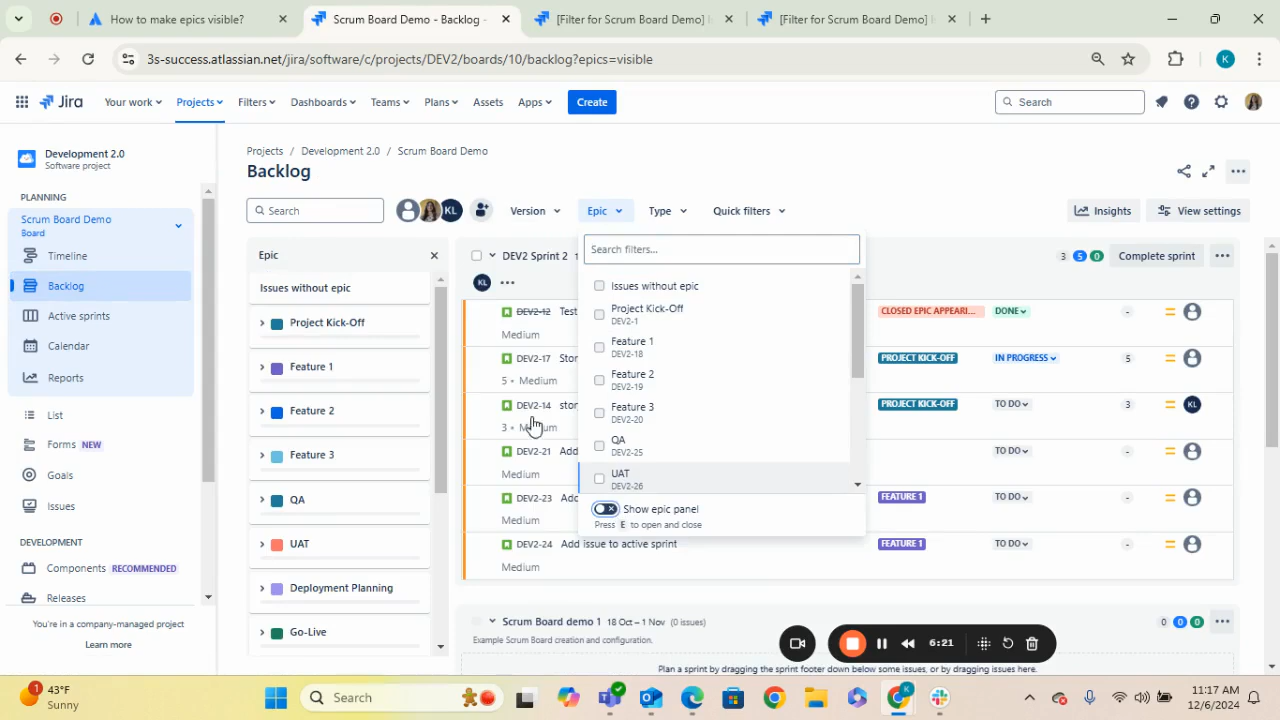 How to make epics visible?
Scrum Board Demo - Backlog -
[Filter for Scrum Board Demo]
[Filter for Scrum Board Demo]
3s-success.atlassian.net/jira/software/c/projects/DEV2/boards/10/backlog?epics=visible
K
Jira
Your work
Projects
Filters
Dashboards
Teams
Plans
Assets
Apps
Create
Search
Development 2.0
Software project
PLANNING
Scrum Board Demo
Board
Timeline
Backlog
Active sprints
Calendar
Reports
List
Forms NEW
Goals
Issues
DEVELOPMENT
Components RECOMMENDED
Releases
You're in a company-managed project
Learn more
Projects / Development 2.0 / Scrum Board Demo
Backlog
Search
KL
Version
Epic
Type
Quick filters
Insights
View settings
Epic
Issues without epic
Project Kick-Off
Feature 1
Feature 2
Feature 3
QA
UAT
Deployment Planning
Go-Live
Search filters...
Issues without epic
Project Kick-Off
DEV2-1
Feature 1
DEV2-18
Feature 2
DEV2-19
Feature 3
DEV2-20
QA
DEV2-25
UAT
DEV2-26
Show epic panel
Press E to open and close
DEV2 Sprint 2
3 5 0
Complete sprint
KL
DEV2-12 Test
CLOSED EPIC APPEARI...
DONE
-
Medium
DEV2-17 Stor
PROJECT KICK-OFF
IN PROGRESS
5
5 • Medium
DEV2-14 stor
PROJECT KICK-OFF
TO DO
3
KL
3 • Medium
DEV2-21 Add
TO DO
-
Medium
DEV2-23 Add
FEATURE 1
TO DO
-
Medium
DEV2-24 Add issue to active sprint
FEATURE 1
TO DO
-
Medium
Scrum Board demo 1 18 Oct – 1 Nov (0 issues)
0 0 0
Example Scrum Board creation and configuration.
Plan a sprint by dragging the sprint footer down below some issues, or by dragging issues here.
6:21
1
43°F
Sunny
Search
11:17 AM
12/6/2024